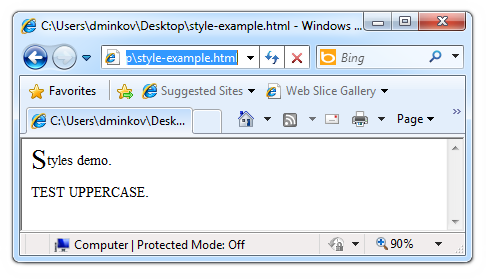 C:\Users\dminkov\Desktop\style-example.html - Windows ...
p\style-example.html
Bing
Favorites
Suggested Sites
Web Slice Gallery
C:\Users\dminkov\Desk...
Page
»
Styles demo.
TEST UPPERCASE.
Computer | Protected Mode: Off
90%